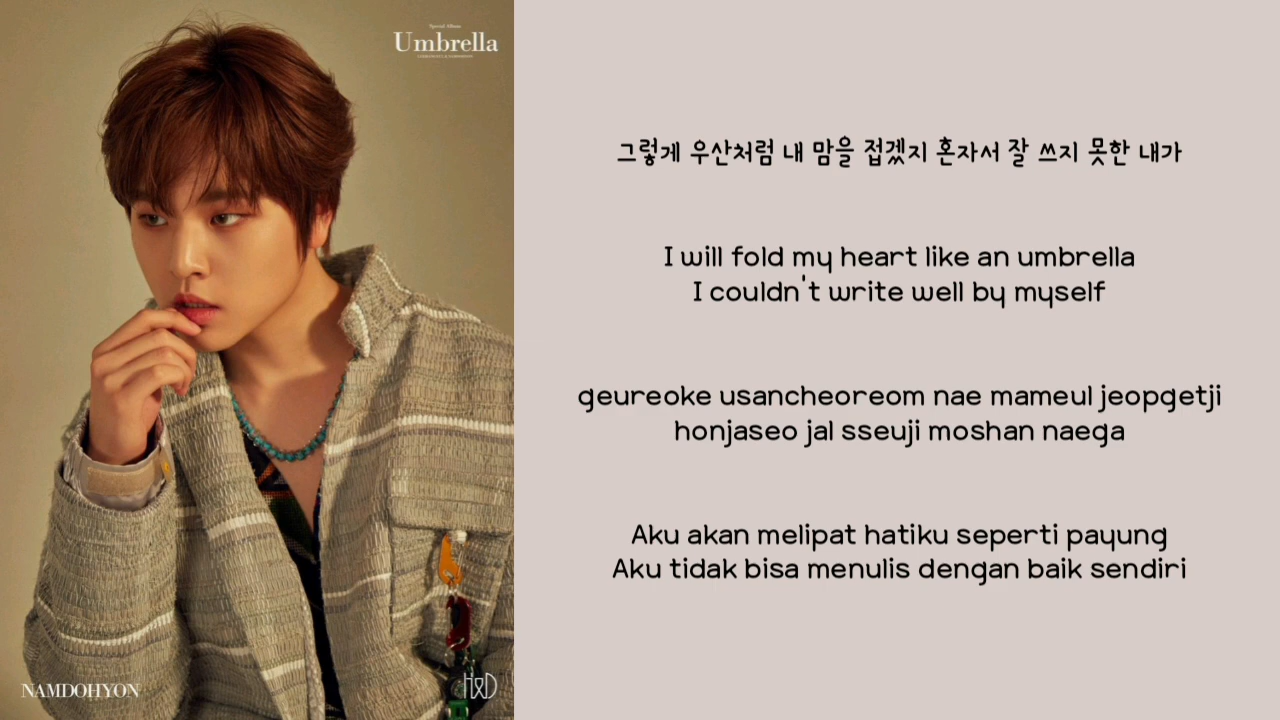 Special Album
Umbrella
NAMDOHYON
H&D
그렇게 우산처럼 내 맘을 접겠지 혼자서 잘 쓰지 못한 내가
I will fold my heart like an umbrella
I couldn't write well by myself
geureoke usancheoreom nae mameul jeopgetji
honjaseo jal sseuji moshan naega
Aku akan melipat hatiku seperti payung
Aku tidak bisa menulis dengan baik sendiri